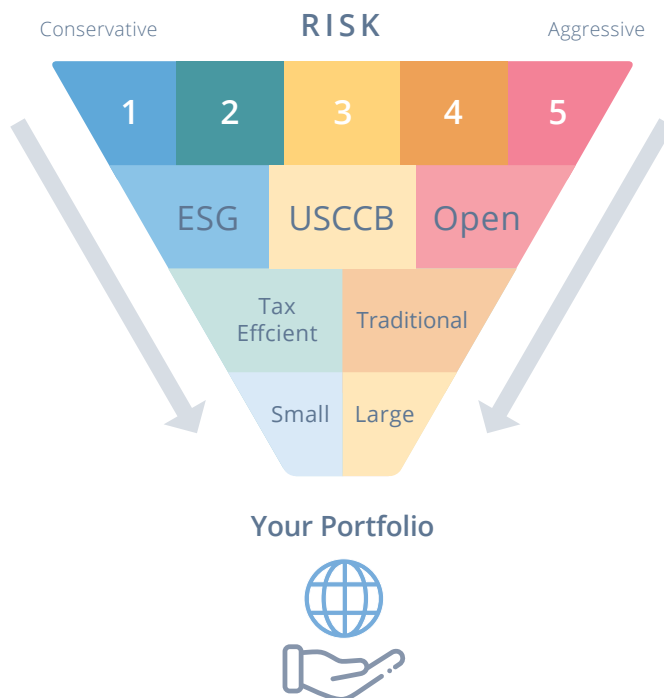 RISK
Conservative
Aggressive
1 2 3 4 5
ESG USCCB Open
Tax
Effcient
Traditional
Small Large
Your Portfolio